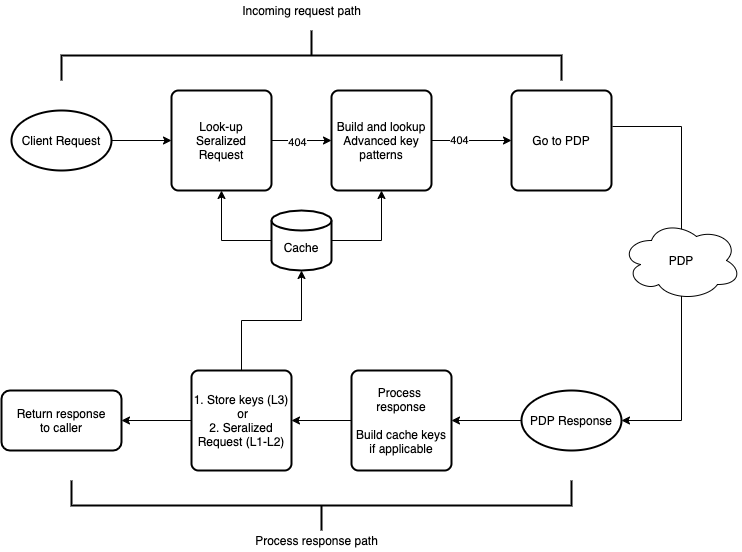 Incoming request path
Client Request
Look-up
Seralized
Request
404
Build and lookup
Advanced key
patterns
404
Go to PDP
Cache
PDP
Return response
to caller
1. Store keys (L3)
or
2. Seralized
Request (L1-L2)
Process
response
Build cache keys
if applicable
PDP Response
Process response path